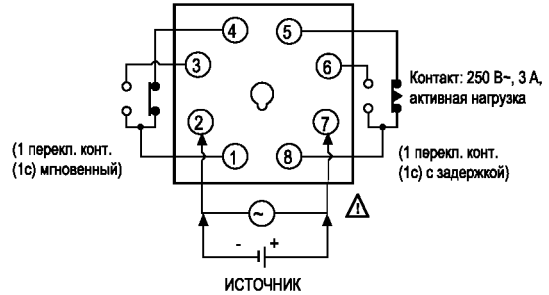 4
5
3
6
Контакт: 250 В~, 3 А,
активная нагрузка
2
7
(1 перекл. конт.
(1с) мгновенный)
1
8
(1 перекл. конт.
(1с) с задержкой)
~
!
- +
ИСТОЧНИК